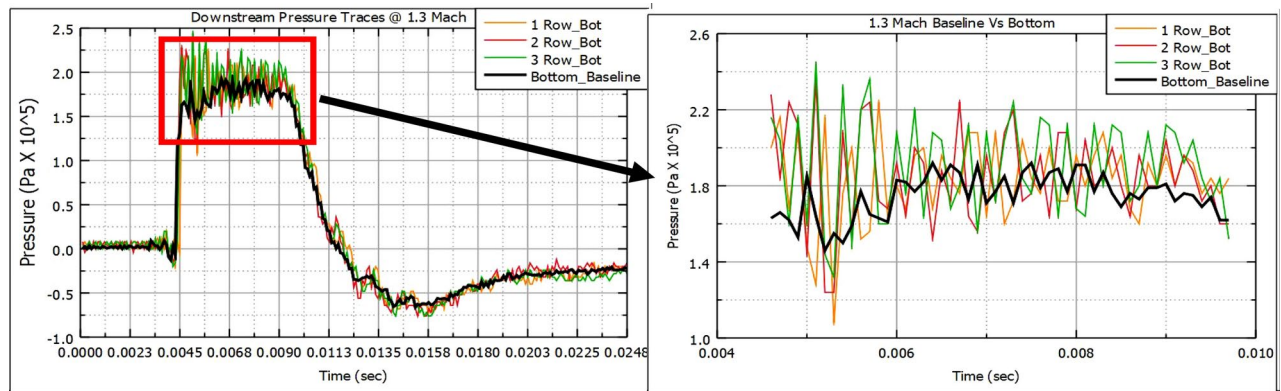 Downstream Pressure Traces @ 1.3 Mach
1 Row_Bot
2 Row_Bot
3 Row_Bot
Bottom_Baseline
2.5
2.0
1.5
1.0
0.5
0.0
-0.5
-1.0
Pressure (Pa X 10^5)
0.0000 0.0023 0.0045 0.0068 0.0090 0.0113 0.0135 0.0158 0.0180 0.0203 0.0225 0.0248
Time (sec)
1.3 Mach Baseline Vs Bottom
1 Row_Bot
2 Row_Bot
3 Row_Bot
Bottom_Baseline
2.6
2.2
1.8
1.4
1.0
Pressure (Pa X 10^5)
0.004 0.006 0.008 0.010
Time (sec)